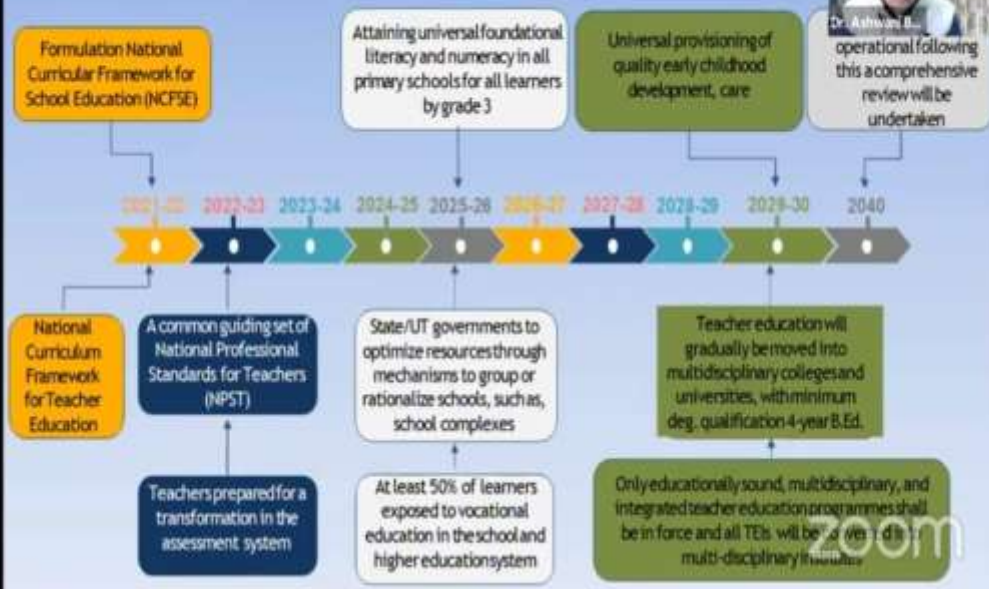 Dr. Ashwani B...
Formulation National
Curricular Framework for
School Education (NCFSE)
Attaining universal foundational
literacy and numeracy in all
primary schools for all learners
by grade 3
Universal provisioning of
quality early childhood
development, care
operational following
this a comprehensive
review will be
undertaken
2021-22 2022-23 2023-24 2024-25 2025-26 2026-27 2027-28 2028-29 2029-30 2040
National
Curriculum
Framework
for Teacher
Education
A common guiding set of
National Professional
Standards for Teachers
(NPST)
Teachers prepared for a
transformation in the
assessment system
State/UT governments to
optimize resources through
mechanisms to group or
rationalize schools, such as,
school complexes
At least 50% of learners
exposed to vocational
education in the school and
higher education system
Teacher education will
gradually be moved into
multidisciplinary colleges and
universities, with minimum
deg. qualification 4-year B.Ed.
Only educationally sound, multidisciplinary, and
integrated teacher education programmes shall
be in force and all TEIs will be
multi-disciplinary
zoom